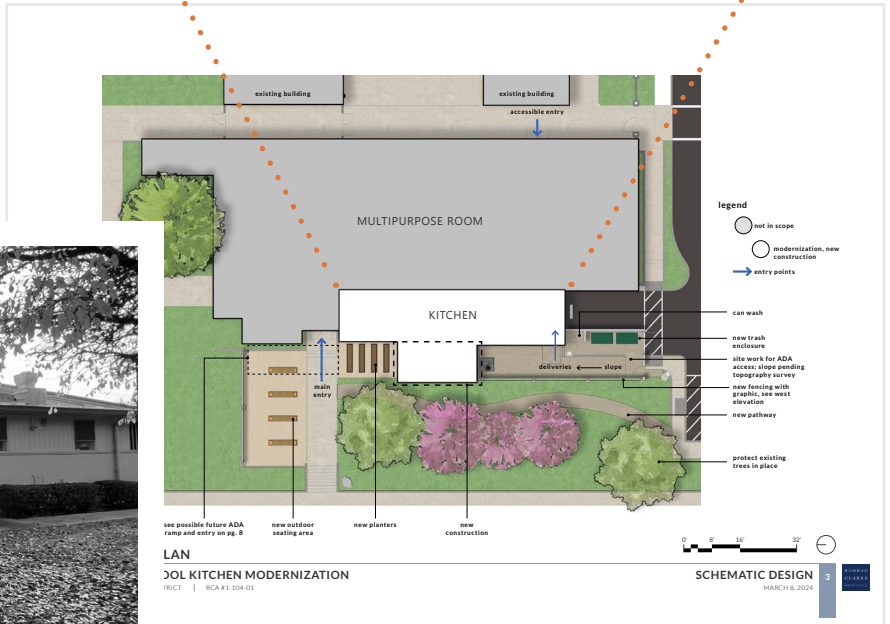 existing building
existing building
accessible entry
MULTIPURPOSE ROOM
legend
not in scope
modernization, new
construction
entry points
KITCHEN
can wash
new trash
enclosure
deliveries
slope
site work for ADA
access; slope pending
topography survey
main
entry
new fencing with
graphic, see west
elevation
new pathway
protect existing
trees in place
see possible future ADA
ramp and entry on pg. 8
new outdoor
seating area
new planters
new
construction
0' 8' 16' 32'
LAN
OOL KITCHEN MODERNIZATION
TRICT | RCA #1-104-01
SCHEMATIC DESIGN
MARCH 8, 2024
3
CLARKE